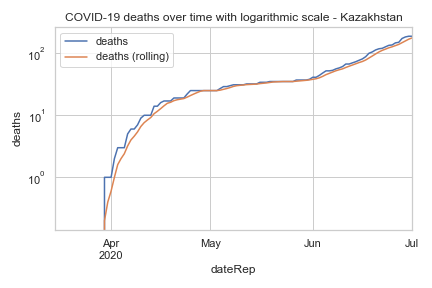 COVID-19 deaths over time with logarithmic scale - Kazakhstan
deaths
deaths (rolling)
10²
10¹
10⁰
deaths
Apr
2020
May
Jun
Jul
dateRep